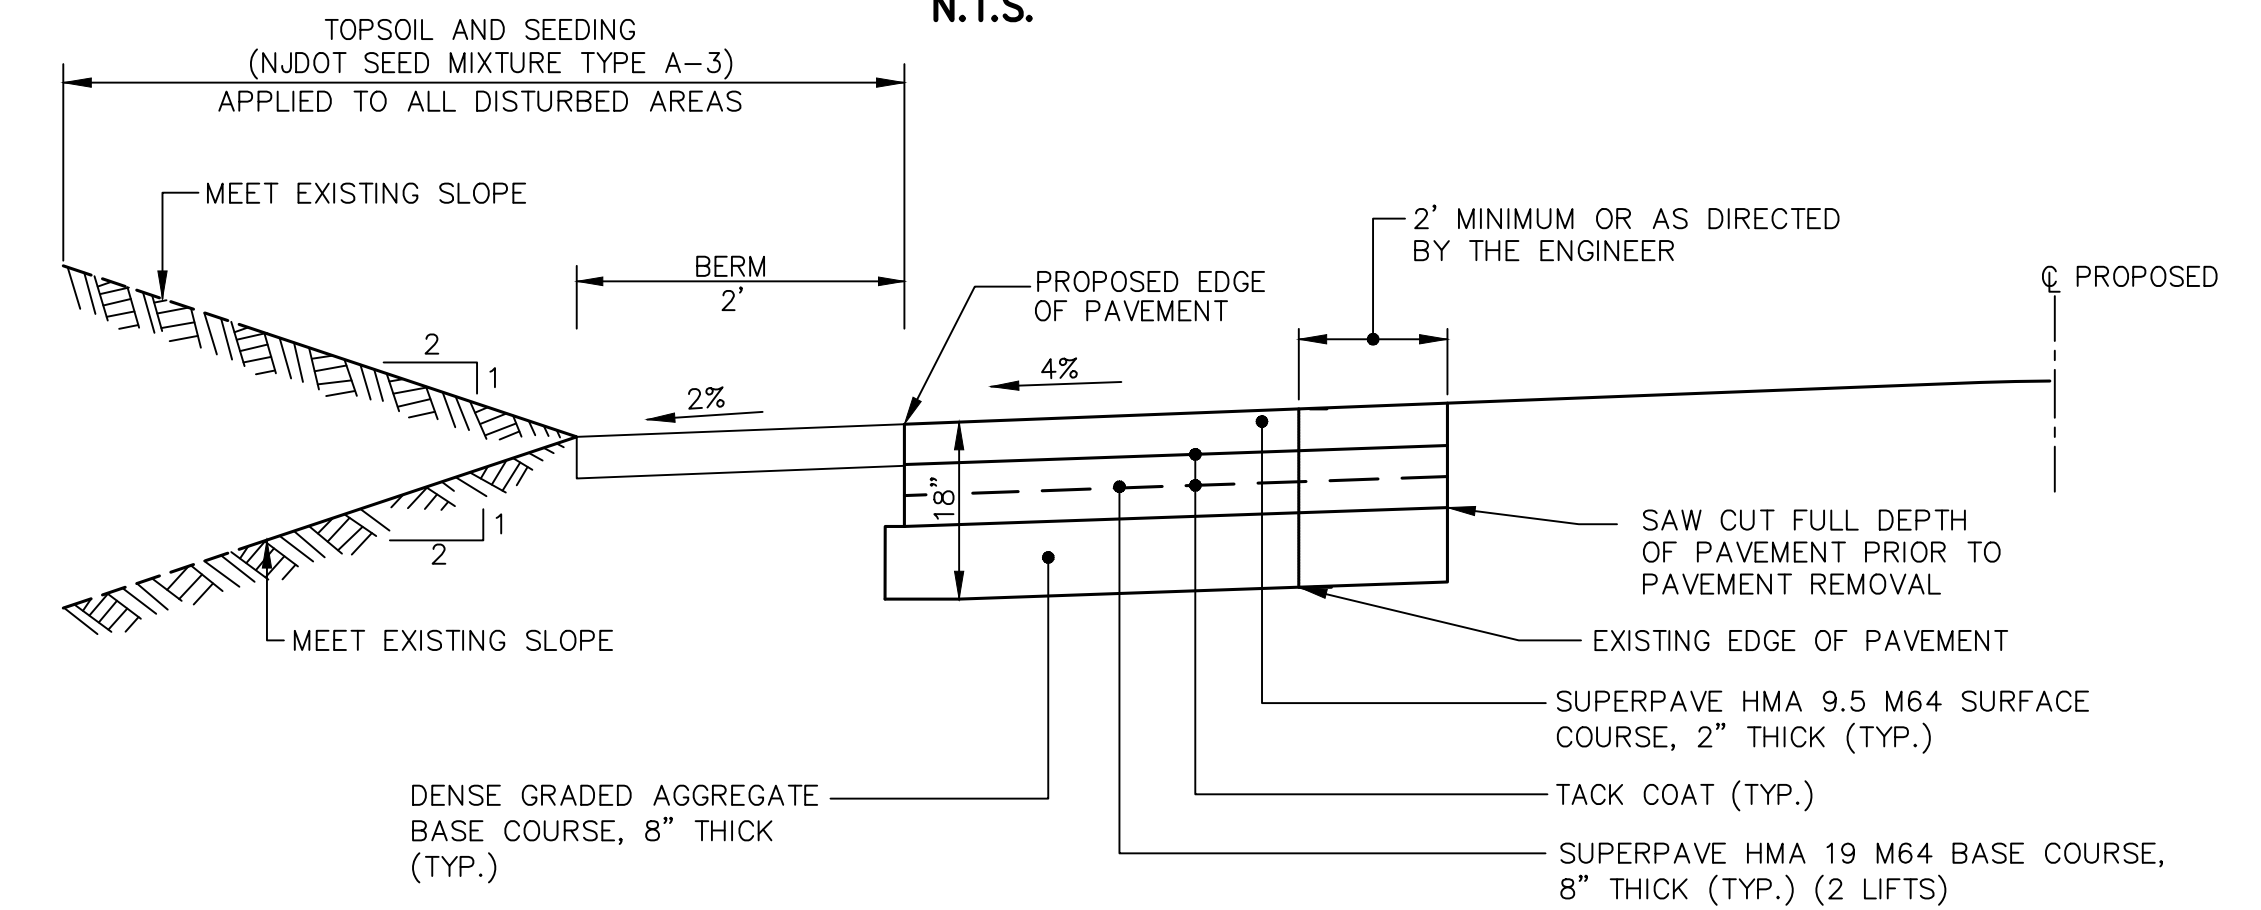 N.T.S.
TOPSOIL AND SEEDING
(NJDOT SEED MIXTURE TYPE A-3)
APPLIED TO ALL DISTURBED AREAS
MEET EXISTING SLOPE
2' MINIMUM OR AS DIRECTED
BY THE ENGINEER
BERM
2'
PROPOSED EDGE
OF PAVEMENT
℄ PROPOSED
2
1
2%
4%
18"
1
2
SAW CUT FULL DEPTH
OF PAVEMENT PRIOR TO
PAVEMENT REMOVAL
MEET EXISTING SLOPE
EXISTING EDGE OF PAVEMENT
SUPERPAVE HMA 9.5 M64 SURFACE
COURSE, 2" THICK (TYP.)
DENSE GRADED AGGREGATE
BASE COURSE, 8" THICK
(TYP.)
TACK COAT (TYP.)
SUPERPAVE HMA 19 M64 BASE COURSE,
8" THICK (TYP.) (2 LIFTS)